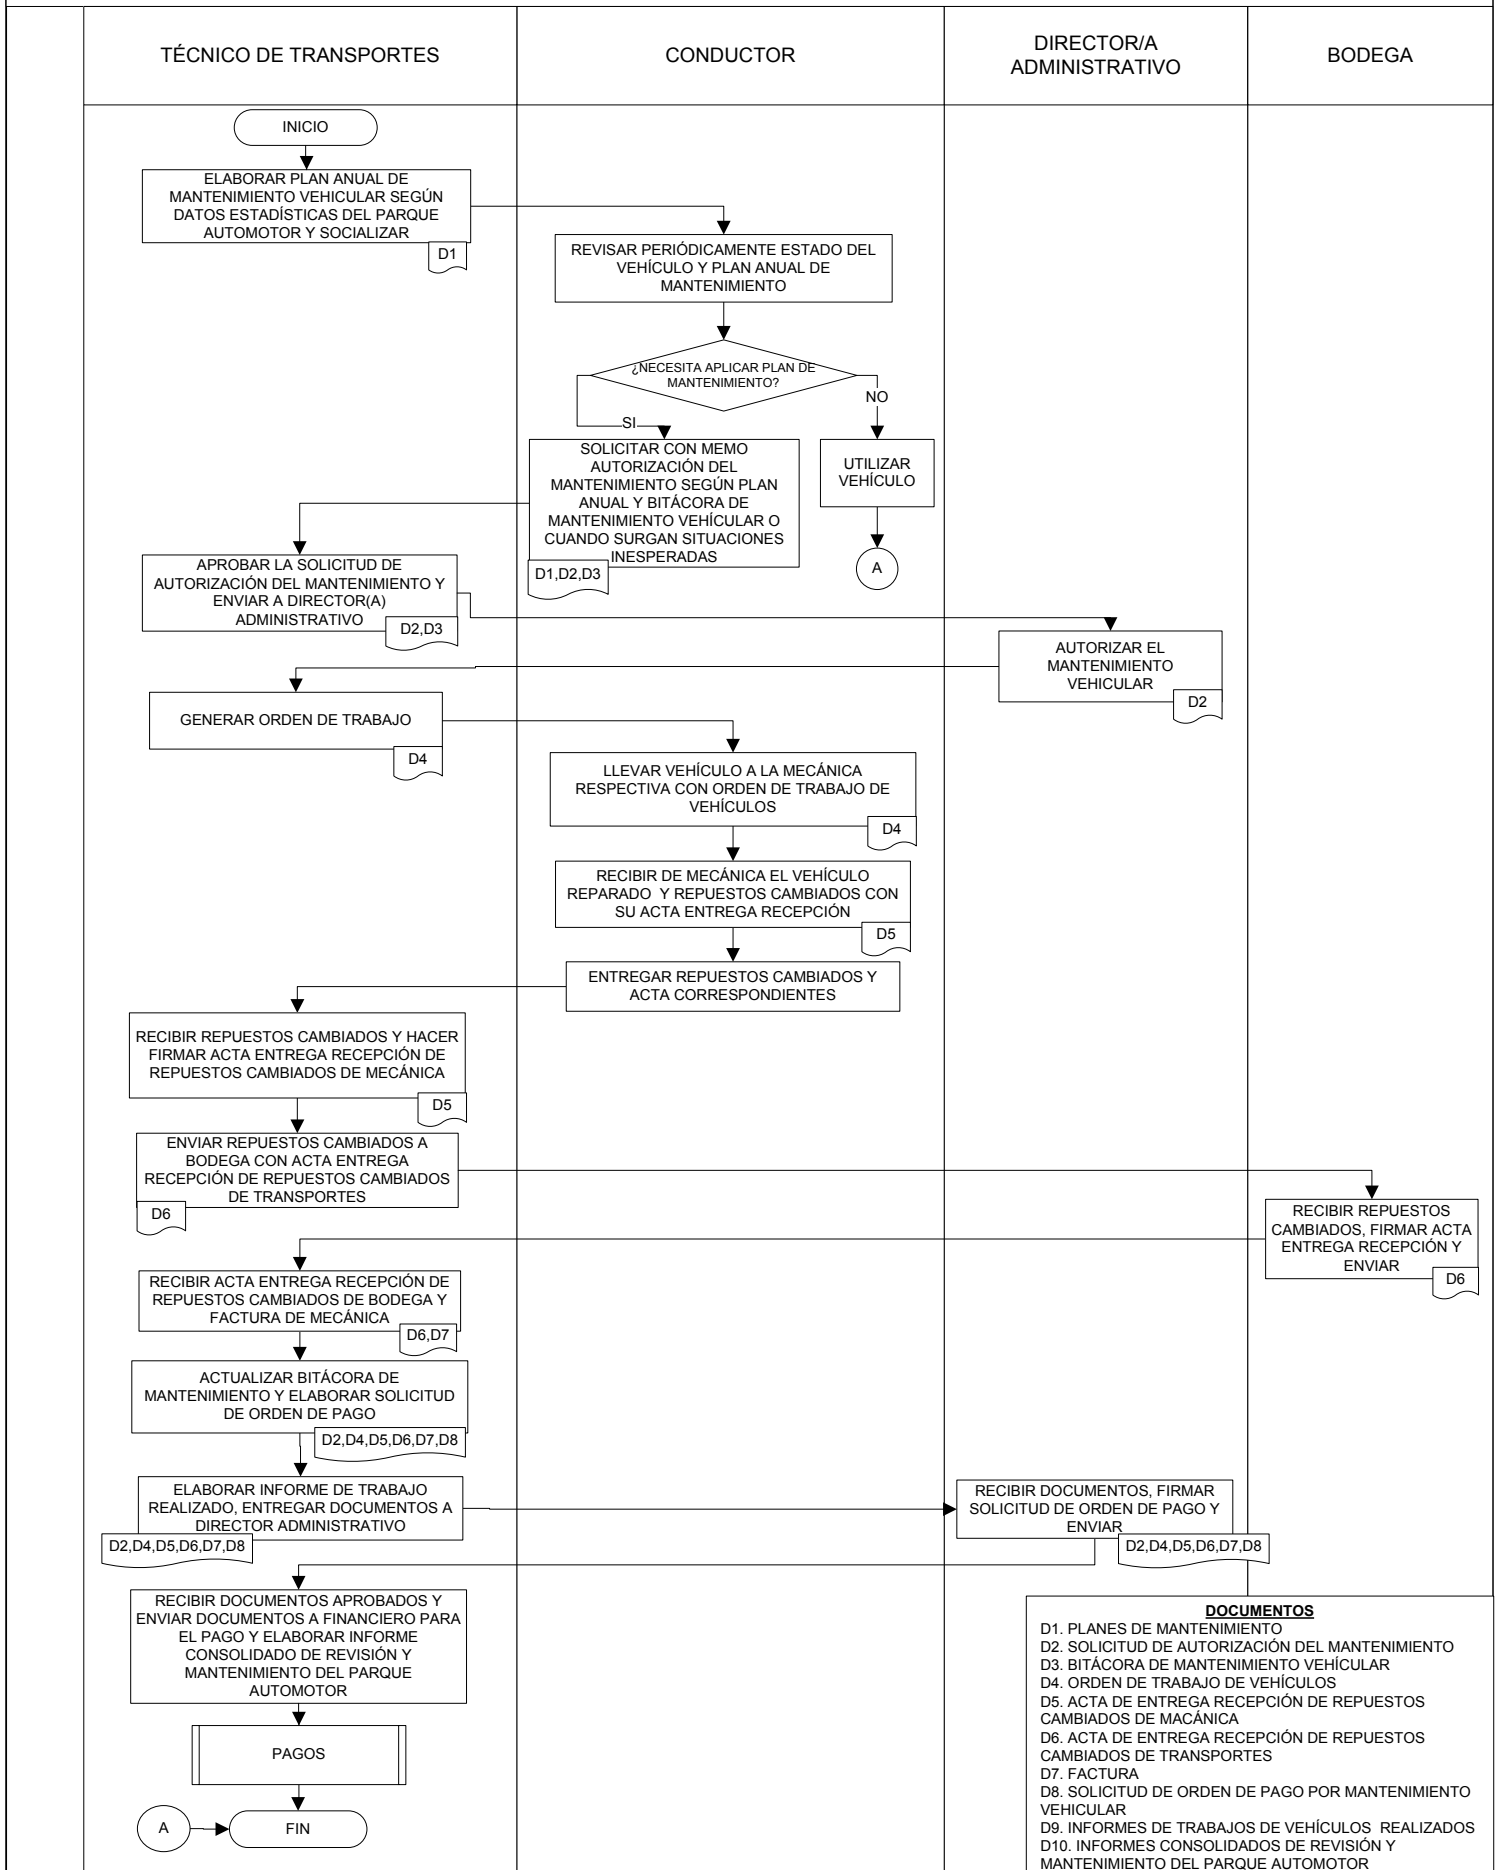 TÉCNICO DE TRANSPORTES
CONDUCTOR
DIRECTOR/A
ADMINISTRATIVO
BODEGA
INICIO
ELABORAR PLAN ANUAL DE
MANTENIMIENTO VEHICULAR SEGÚN
DATOS ESTADÍSTICAS DEL PARQUE
AUTOMOTOR Y SOCIALIZAR
D1
REVISAR PERIÓDICAMENTE ESTADO DEL
VEHÍCULO Y PLAN ANUAL DE
MANTENIMIENTO
¿NECESITA APLICAR PLAN DE
MANTENIMIENTO?
NO
SI
SOLICITAR CON MEMO
AUTORIZACIÓN DEL
MANTENIMIENTO SEGÚN PLAN
ANUAL Y BITÁCORA DE
MANTENIMIENTO VEHÍCULAR O
CUANDO SURGAN SITUACIONES
INESPERADAS
D1,D2,D3
UTILIZAR
VEHÍCULO
A
APROBAR LA SOLICITUD DE
AUTORIZACIÓN DEL MANTENIMIENTO Y
ENVIAR A DIRECTOR(A)
ADMINISTRATIVO
D2,D3
AUTORIZAR EL
MANTENIMIENTO
VEHICULAR
D2
GENERAR ORDEN DE TRABAJO
D4
LLEVAR VEHÍCULO A LA MECÁNICA
RESPECTIVA CON ORDEN DE TRABAJO DE
VEHÍCULOS
D4
RECIBIR DE MECÁNICA EL VEHÍCULO
REPARADO  Y REPUESTOS CAMBIADOS CON
SU ACTA ENTREGA RECEPCIÓN
D5
ENTREGAR REPUESTOS CAMBIADOS Y
ACTA CORRESPONDIENTES
RECIBIR REPUESTOS CAMBIADOS Y HACER
FIRMAR ACTA ENTREGA RECEPCIÓN DE
REPUESTOS CAMBIADOS DE MECÁNICA
D5
ENVIAR REPUESTOS CAMBIADOS A
BODEGA CON ACTA ENTREGA
RECEPCIÓN DE REPUESTOS CAMBIADOS
DE TRANSPORTES
D6
RECIBIR REPUESTOS
CAMBIADOS, FIRMAR ACTA
ENTREGA RECEPCIÓN Y
ENVIAR
D6
RECIBIR ACTA ENTREGA RECEPCIÓN DE
REPUESTOS CAMBIADOS DE BODEGA Y
FACTURA DE MECÁNICA
D6,D7
ACTUALIZAR BITÁCORA DE
MANTENIMIENTO Y ELABORAR SOLICITUD
DE ORDEN DE PAGO
D2,D4,D5,D6,D7,D8
ELABORAR INFORME DE TRABAJO
REALIZADO, ENTREGAR DOCUMENTOS A
DIRECTOR ADMINISTRATIVO
D2,D4,D5,D6,D7,D8
RECIBIR DOCUMENTOS, FIRMAR
SOLICITUD DE ORDEN DE PAGO Y
ENVIAR
D2,D4,D5,D6,D7,D8
RECIBIR DOCUMENTOS APROBADOS Y
ENVIAR DOCUMENTOS A FINANCIERO PARA
EL PAGO Y ELABORAR INFORME
CONSOLIDADO DE REVISIÓN Y
MANTENIMIENTO DEL PARQUE
AUTOMOTOR
PAGOS
A
FIN
DOCUMENTOS
D1. PLANES DE MANTENIMIENTO
D2. SOLICITUD DE AUTORIZACIÓN DEL MANTENIMIENTO
D3. BITÁCORA DE MANTENIMIENTO VEHÍCULAR
D4. ORDEN DE TRABAJO DE VEHÍCULOS
D5. ACTA DE ENTREGA RECEPCIÓN DE REPUESTOS
CAMBIADOS DE MACÁNICA
D6. ACTA DE ENTREGA RECEPCIÓN DE REPUESTOS
CAMBIADOS DE TRANSPORTES
D7. FACTURA
D8. SOLICITUD DE ORDEN DE PAGO POR MANTENIMIENTO
VEHICULAR
D9. INFORMES DE TRABAJOS DE VEHÍCULOS  REALIZADOS
D10. INFORMES CONSOLIDADOS DE REVISIÓN Y
MANTENIMIENTO DEL PARQUE AUTOMOTOR